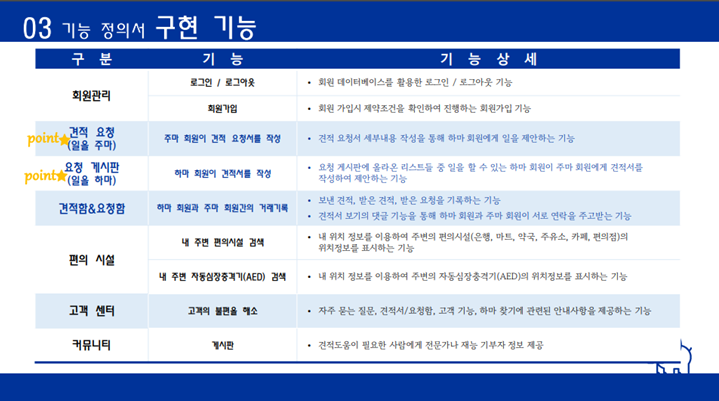 03 기능 정의서 구현 기능
구 분 기 능 기 능 상 세
회원관리
로그인 / 로그아웃
• 회원 데이터베이스를 활용한 로그인 / 로그아웃 기능
회원가입
• 회원 가입시 제약조건을 확인하여 진행하는 회원가입 기능
point 견적 요청
(일을 주마)
주마 회원이 견적 요청서를 작성
• 견적 요청서 세부내용 작성을 통해 하마 회원에게 일을 제안하는 기능
point 요청 게시판
(일을 하마)
하마 회원이 견적서를 작성
• 요청 게시판에 올라온 리스트들 중 일을 할 수 있는 하마 회원이 주마 회원에게 견적서를
작성하여 제안하는 기능
견적함&요청함
하마 회원과 주마 회원간의 거래기록
• 보낸 견적, 받은 견적, 받은 요청을 기록하는 기능
• 견적서 보기의 댓글 기능을 통해 하마 회원과 주마 회원이 서로 연락을 주고받는 기능
편의 시설
내 주변 편의시설 검색
• 내 위치 정보를 이용하여 주변의 편의시설(은행, 마트, 약국, 주유소, 카페, 편의점)의
위치정보를 표시하는 기능
내 주변 자동심장충격기(AED) 검색
• 내 위치 정보를 이용하여 주변의 자동심장충격기(AED)의 위치정보를 표시하는 기능
고객 센터
고객의 불편을 해소
• 자주 묻는 질문, 견적서/요청함, 고객 기능, 하마 찾기에 관련된 안내사항을 제공하는 기능
커뮤니티
게시판
• 견적도움이 필요한 사람에게 전문가나 재능 기부자 정보 제공